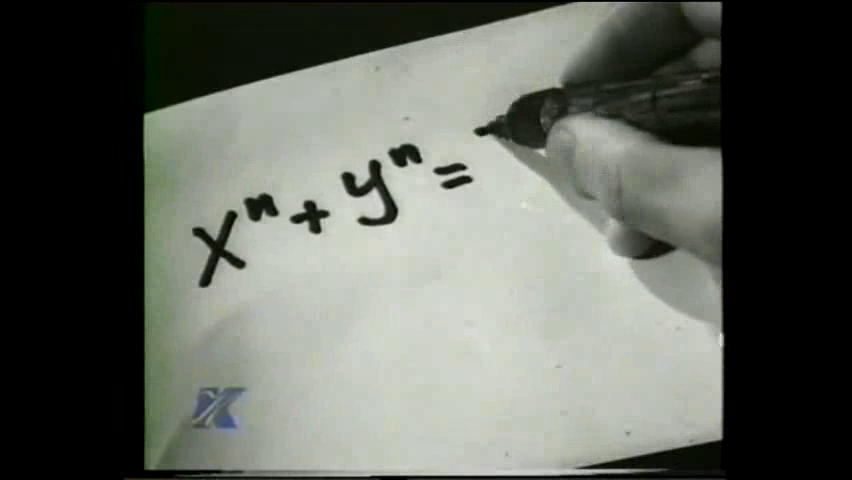 xⁿ + yⁿ =